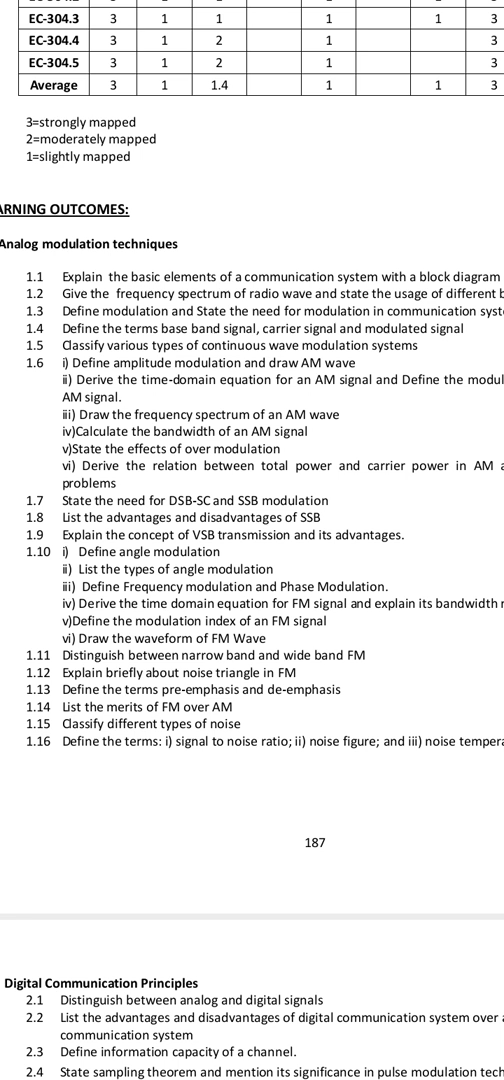 EC-304.3 3 1 1 1 1 3
EC-304.4 3 1 2 1 3
EC-304.5 3 1 2 1 3
Average 3 1 1.4 1 1 3
3=strongly mapped
2=moderately mapped
1=slightly mapped
ARNING OUTCOMES:
Analog modulation techniques
1.1 Explain the basic elements of a communication system with a block diagram
1.2 Give the frequency spectrum of radio wave and state the usage of different b
1.3 Define modulation and State the need for modulation in communication syst
1.4 Define the terms base band signal, carrier signal and modulated signal
1.5 Classify various types of continuous wave modulation systems
1.6 i) Define amplitude modulation and draw AM wave
ii) Derive the time-domain equation for an AM signal and Define the modul
AM signal.
iii) Draw the frequency spectrum of an AM wave
iv)Calculate the bandwidth of an AM signal
v)State the effects of over modulation
vi) Derive the relation between total power and carrier power in AM a
problems
1.7 State the need for DSB-SC and SSB modulation
1.8 List the advantages and disadvantages of SSB
1.9 Explain the concept of VSB transmission and its advantages.
1.10 i) Define angle modulation
ii) List the types of angle modulation
iii) Define Frequency modulation and Phase Modulation.
iv) Derive the time domain equation for FM signal and explain its bandwidth r
v)Define the modulation index of an FM signal
vi) Draw the waveform of FM Wave
1.11 Distinguish between narrow band and wide band FM
1.12 Explain briefly about noise triangle in FM
1.13 Define the terms pre-emphasis and de-emphasis
1.14 List the merits of FM over AM
1.15 Classify different types of noise
1.16 Define the terms: i) signal to noise ratio; ii) noise figure; and iii) noise tempera
187
Digital Communication Principles
2.1 Distinguish between analog and digital signals
2.2 List the advantages and disadvantages of digital communication system over a
communication system
2.3 Define information capacity of a channel.
2.4 State sampling theorem and mention its significance in pulse modulation tech